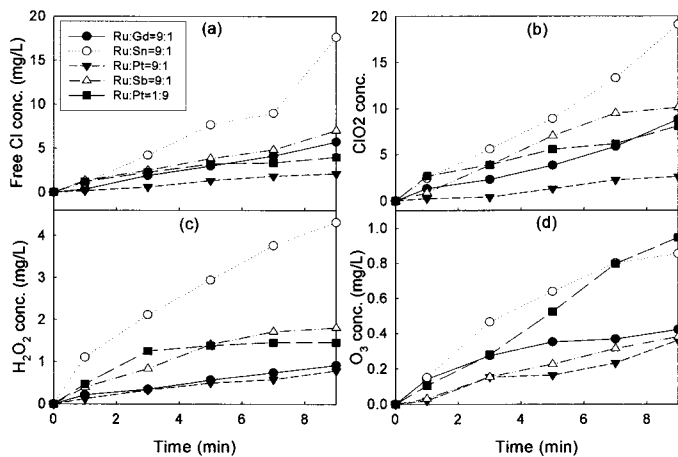 (a)
Ru:Gd=9:1
Ru:Sn=9:1
Ru:Pt=9:1
Ru:Sb=9:1
Ru:Pt=1:9
Free Cl conc. (mg/L)
25
20
15
10
5
0
(b)
ClO2 conc.
20
15
10
5
0
(c)
H2O2 conc. (mg/L)
4
3
2
1
0
0 2 4 6 8
Time (min)
(d)
O3 conc. (mg/L)
0.8
0.6
0.4
0.2
0.0
0 2 4 6 8
Time (min)